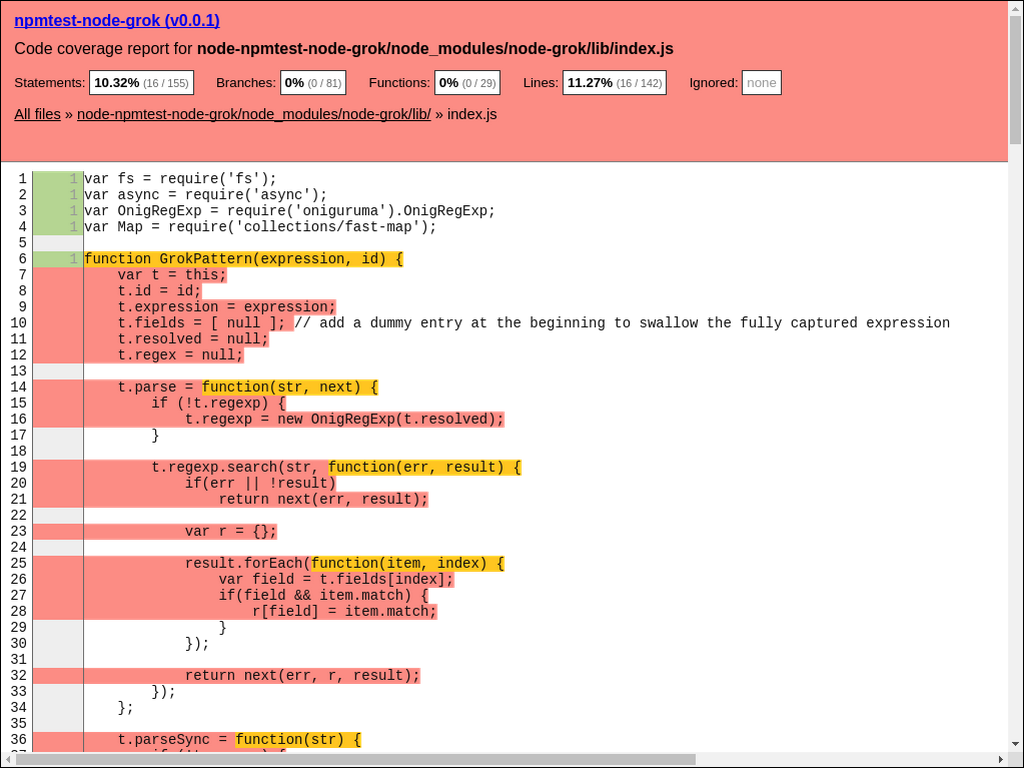 npmtest-node-grok (v0.0.1)
Code coverage report for node-npmtest-node-grok/node_modules/node-grok/lib/index.js
Statements: 10.32% (16 / 155) Branches: 0% (0 / 81) Functions: 0% (0 / 29) Lines: 11.27% (16 / 142) Ignored: none
All files » node-npmtest-node-grok/node_modules/node-grok/lib/ » index.js
1 1 var fs = require('fs');
2 1 var async = require('async');
3 1 var OnigRegExp = require('oniguruma').OnigRegExp;
4 1 var Map = require('collections/fast-map');
5
6 1 function GrokPattern(expression, id) {
7     var t = this;
8     t.id = id;
9     t.expression = expression;
10     t.fields = [ null ]; // add a dummy entry at the beginning to swallow the fully captured expression
11     t.resolved = null;
12     t.regex = null;
13
14     t.parse = function(str, next) {
15         if (!t.regexp) {
16             t.regexp = new OnigRegExp(t.resolved);
17         }
18
19         t.regexp.search(str, function(err, result) {
20             if(err || !result)
21                 return next(err, result);
22
23             var r = {};
24
25             result.forEach(function(item, index) {
26                 var field = t.fields[index];
27                 if(field && item.match) {
28                     r[field] = item.match;
29                 }
30             });
31
32             return next(err, r, result);
33         });
34     };
35
36     t.parseSync = function(str) {